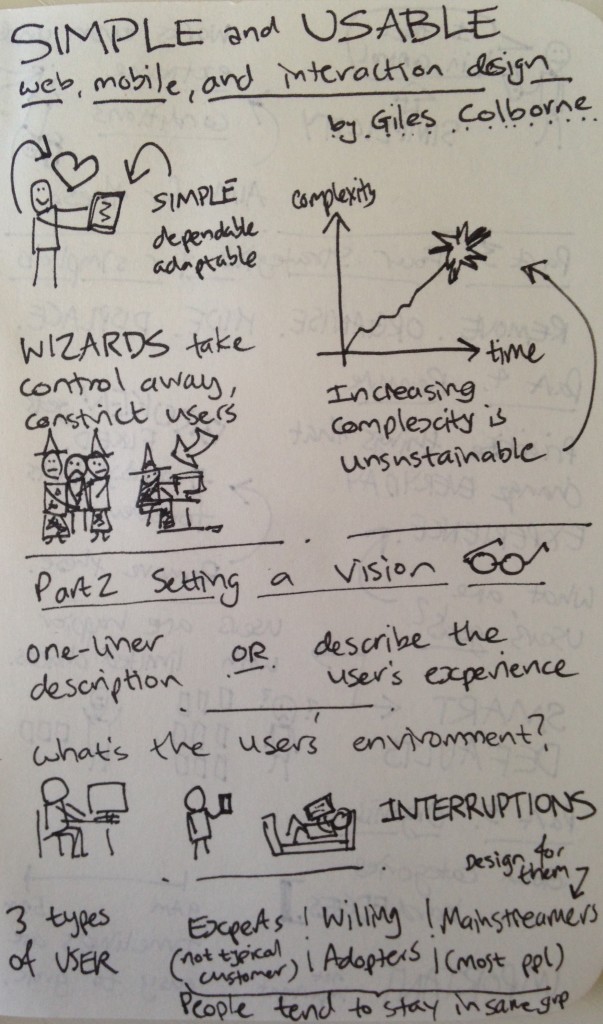 SIMPLE and USABLE
web, mobile, and interaction design
by Giles Colborne
SIMPLE
dependable
adaptable
complexity
time
Increasing
complexity is
unsustainable
WIZARDS take
control away,
constrict users
Part 2 Setting a Vision
one-liner
description
OR
describe the
user's experience
what's the users' environment?
INTERRUPTIONS
Design for
them
3 types
of USER
Experts | Willing | Mainstreamers
(not typical
customer) | Adopters | (most ppl)
People tend to stay in same grp